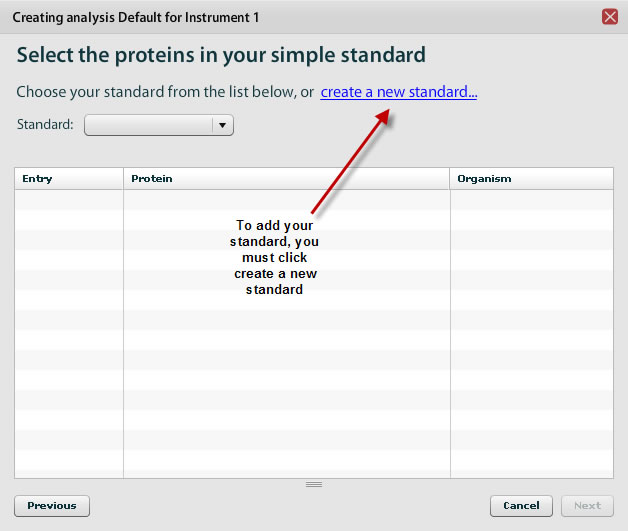 Creating analysis Default for Instrument 1
Select the proteins in your simple standard
Choose your standard from the list below, or create a new standard...
Standard:
Entry Protein Organism
To add your
standard, you
must click
create a new
standard
Previous Cancel Next